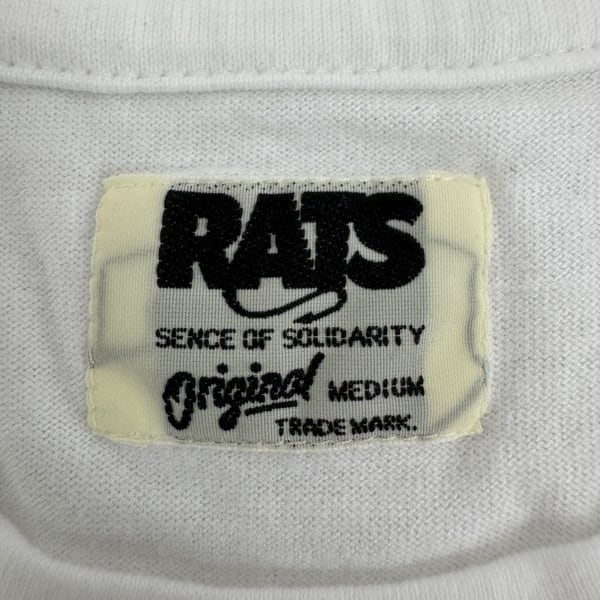 RATS
SENCE OF SOLIDARITY
Original MEDIUM
TRADE MARK.